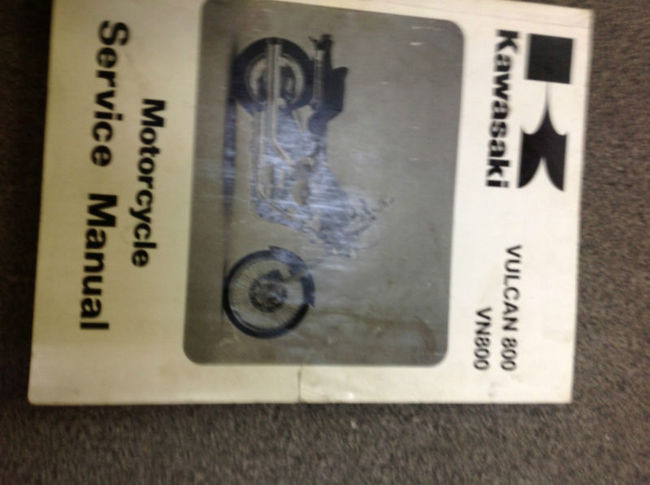 Kawasaki
VULCAN 800
VN800
Motorcycle
Service Manual